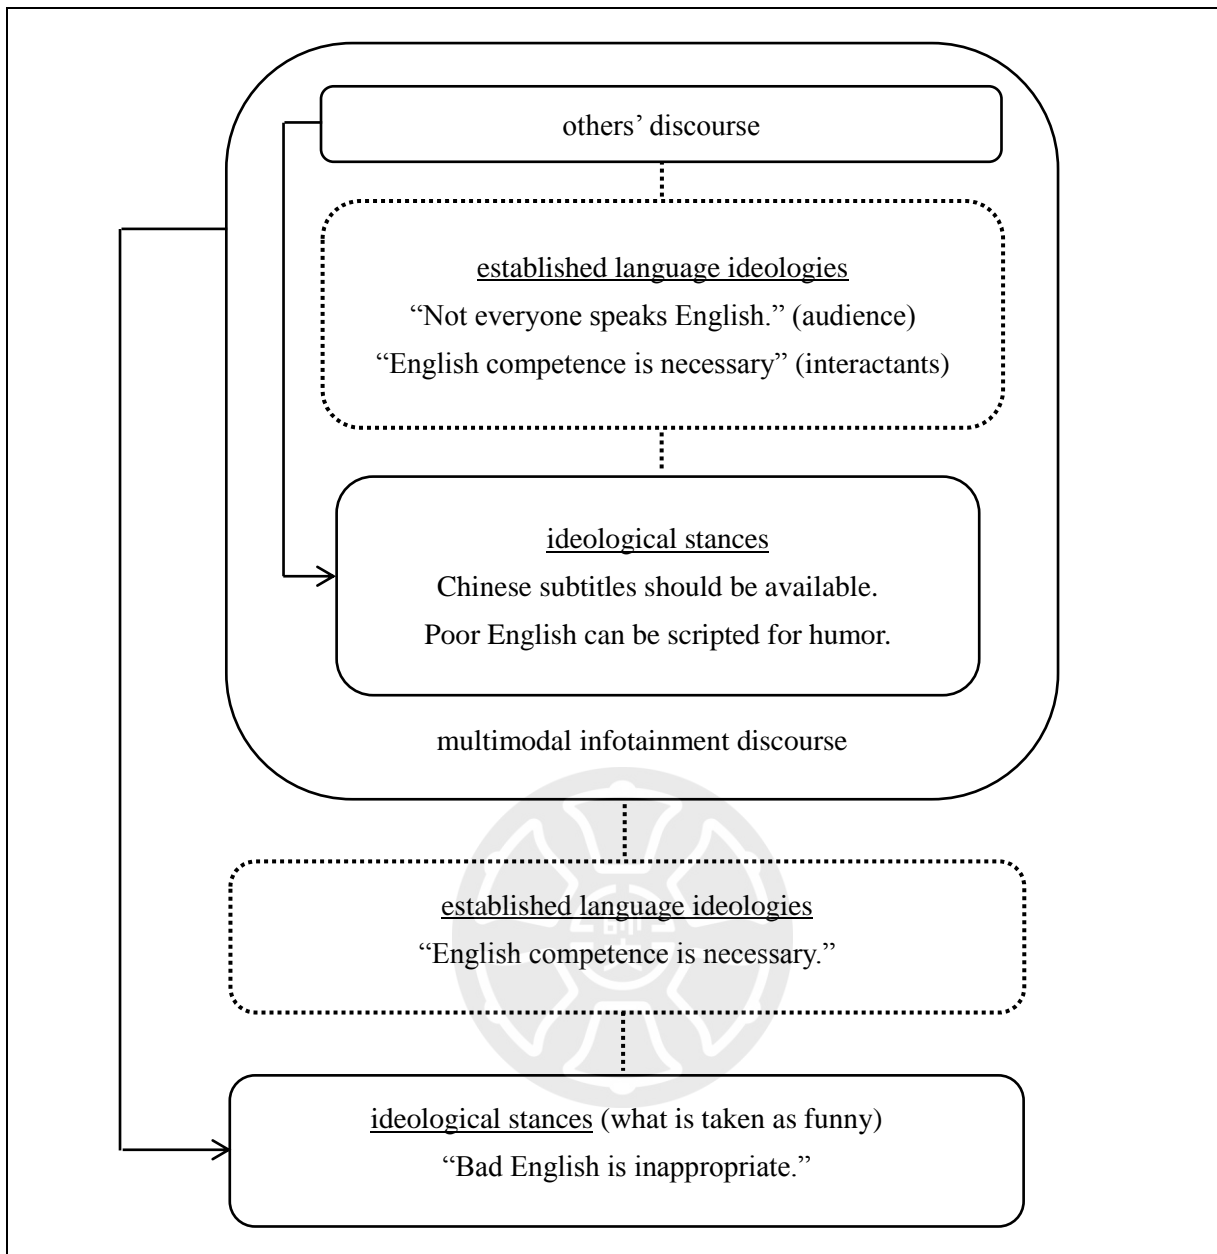 others’ discourse
established language ideologies
“Not everyone speaks English.” (audience)
“English competence is necessary” (interactants)
ideological stances
Chinese subtitles should be available.
Poor English can be scripted for humor.
multimodal infotainment discourse
established language ideologies
“English competence is necessary.”
ideological stances (what is taken as funny)
“Bad English is inappropriate.”